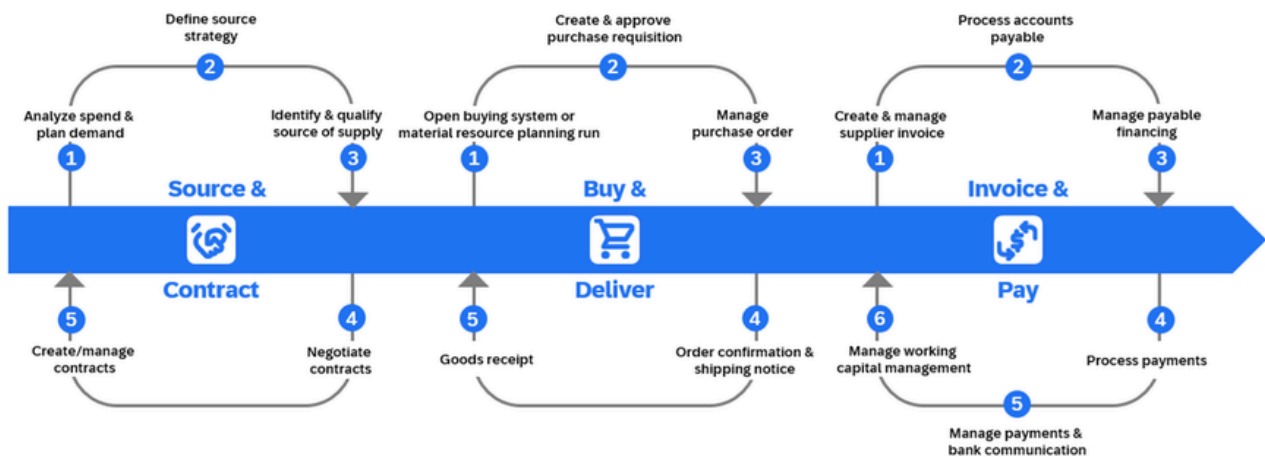 Define source
strategy
2
Analyze spend &
plan demand
1
Identify & qualify
source of supply
3
Source &
Contract
5
Create/manage
contracts
4
Negotiate
contracts
Create & approve
purchase requisition
2
Open buying system or
material resource planning run
1
Manage
purchase order
3
Buy &
Deliver
5
Goods receipt
4
Order confirmation &
shipping notice
Process accounts
payable
2
Create & manage
supplier invoice
1
Manage payable
financing
3
Invoice &
$
Pay
6
Manage working
capital management
4
Process payments
5
Manage payments &
bank communication